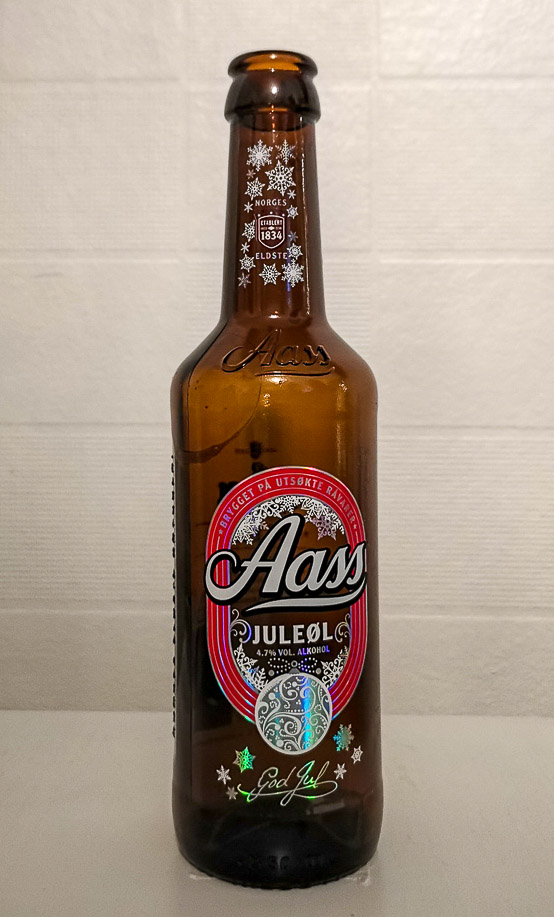 NORGES
ETABLERT
1834
ELDSTE
Aass
BRYGGET PÅ UTSØKTE RÅVARER
Aass
JULEØL
4.7% VOL. ALKOHOL
God Jul